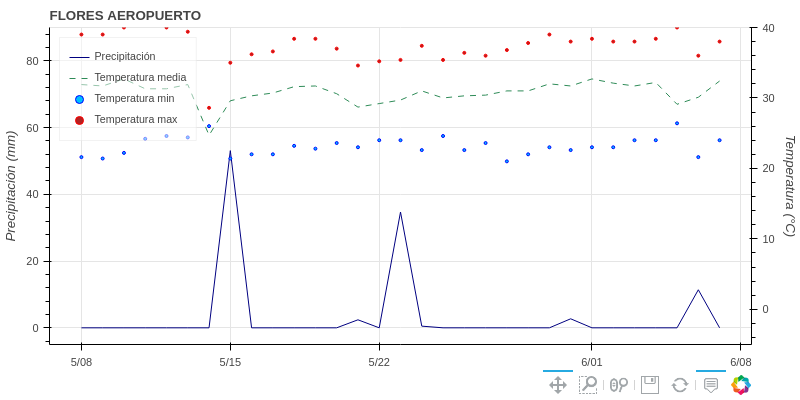 FLORES AEROPUERTO
Precipitación
Temperatura media
Temperatura min
Temperatura max
Precipitación (mm)
80
60
40
20
0
Temperatura (°C)
40
30
20
10
0
5/08
5/15
5/22
6/01
6/08